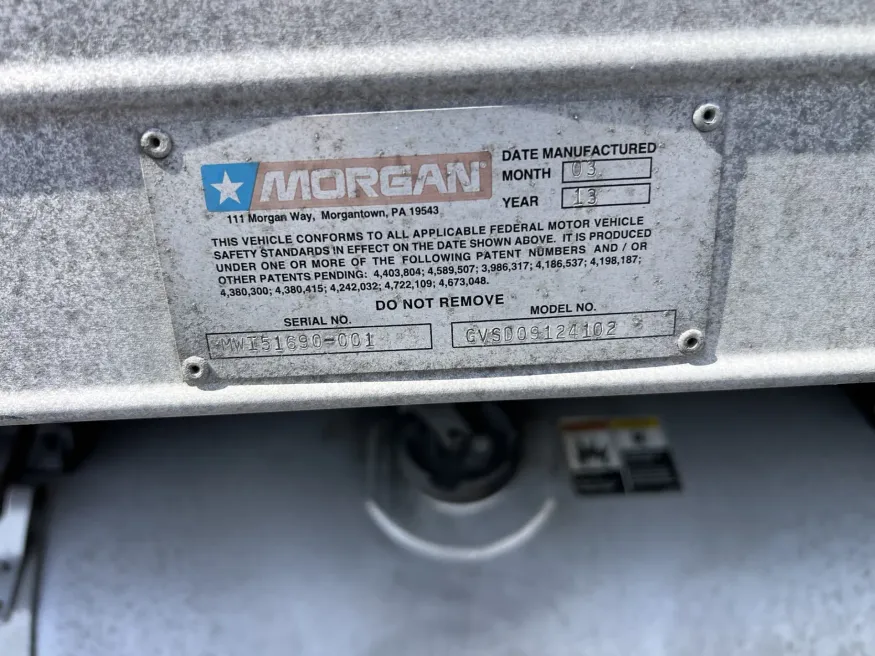 MORGAN
111 Morgan Way, Morgantown, PA 19543
DATE MANUFACTURED
MONTH 03
YEAR 13
THIS VEHICLE CONFORMS TO ALL APPLICABLE FEDERAL MOTOR VEHICLE
SAFETY STANDARDS IN EFFECT ON THE DATE SHOWN ABOVE. IT IS PRODUCED
UNDER ONE OR MORE OF THE FOLLOWING PATENT NUMBERS AND / OR
OTHER PATENTS PENDING: 4,403,804; 4,589,507; 3,986,317; 4,186,537; 4,198,187;
4,380,300; 4,380,415; 4,242,032; 4,722,109; 4,673,048.
DO NOT REMOVE
SERIAL NO.
MWI51690-001
MODEL NO.
GVSD09124102